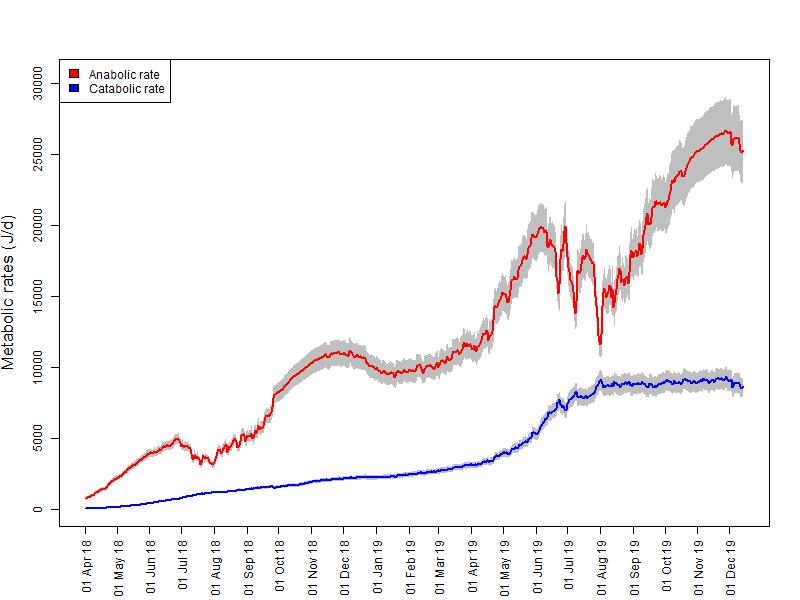 Anabolic rate
Catabolic rate
Metabolic rates (J/d)
30000
25000
20000
15000
10000
5000
0
01 Apr 18
01 May 18
01 Jun 18
01 Jul 18
01 Aug 18
01 Sep 18
01 Oct 18
01 Nov 18
01 Dec 18
01 Jan 19
01 Feb 19
01 Mar 19
01 Apr 19
01 May 19
01 Jun 19
01 Jul 19
01 Aug 19
01 Sep 19
01 Oct 19
01 Nov 19
01 Dec 19